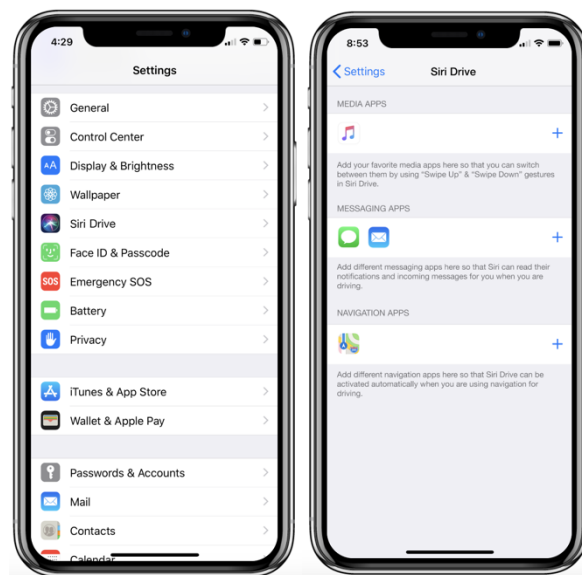 4:29
Settings
General
Control Center
Display & Brightness
Wallpaper
Siri Drive
Face ID & Passcode
SOS
Emergency SOS
Battery
Privacy
iTunes & App Store
Wallet & Apple Pay
Passwords & Accounts
Mail
Contacts
Calendar
8:53
Settings
Siri Drive
MEDIA APPS
Add your favorite media apps here so that you can switch
between them by using “Swipe Up” & “Swipe Down” gestures
in Siri Drive.
MESSAGING APPS
Add different messaging apps here so that Siri can read their
notifications and incoming messages for you when you are
driving.
NAVIGATION APPS
Add different navigation apps here so that Siri Drive can be
activated automatically when you are using navigation for
driving.